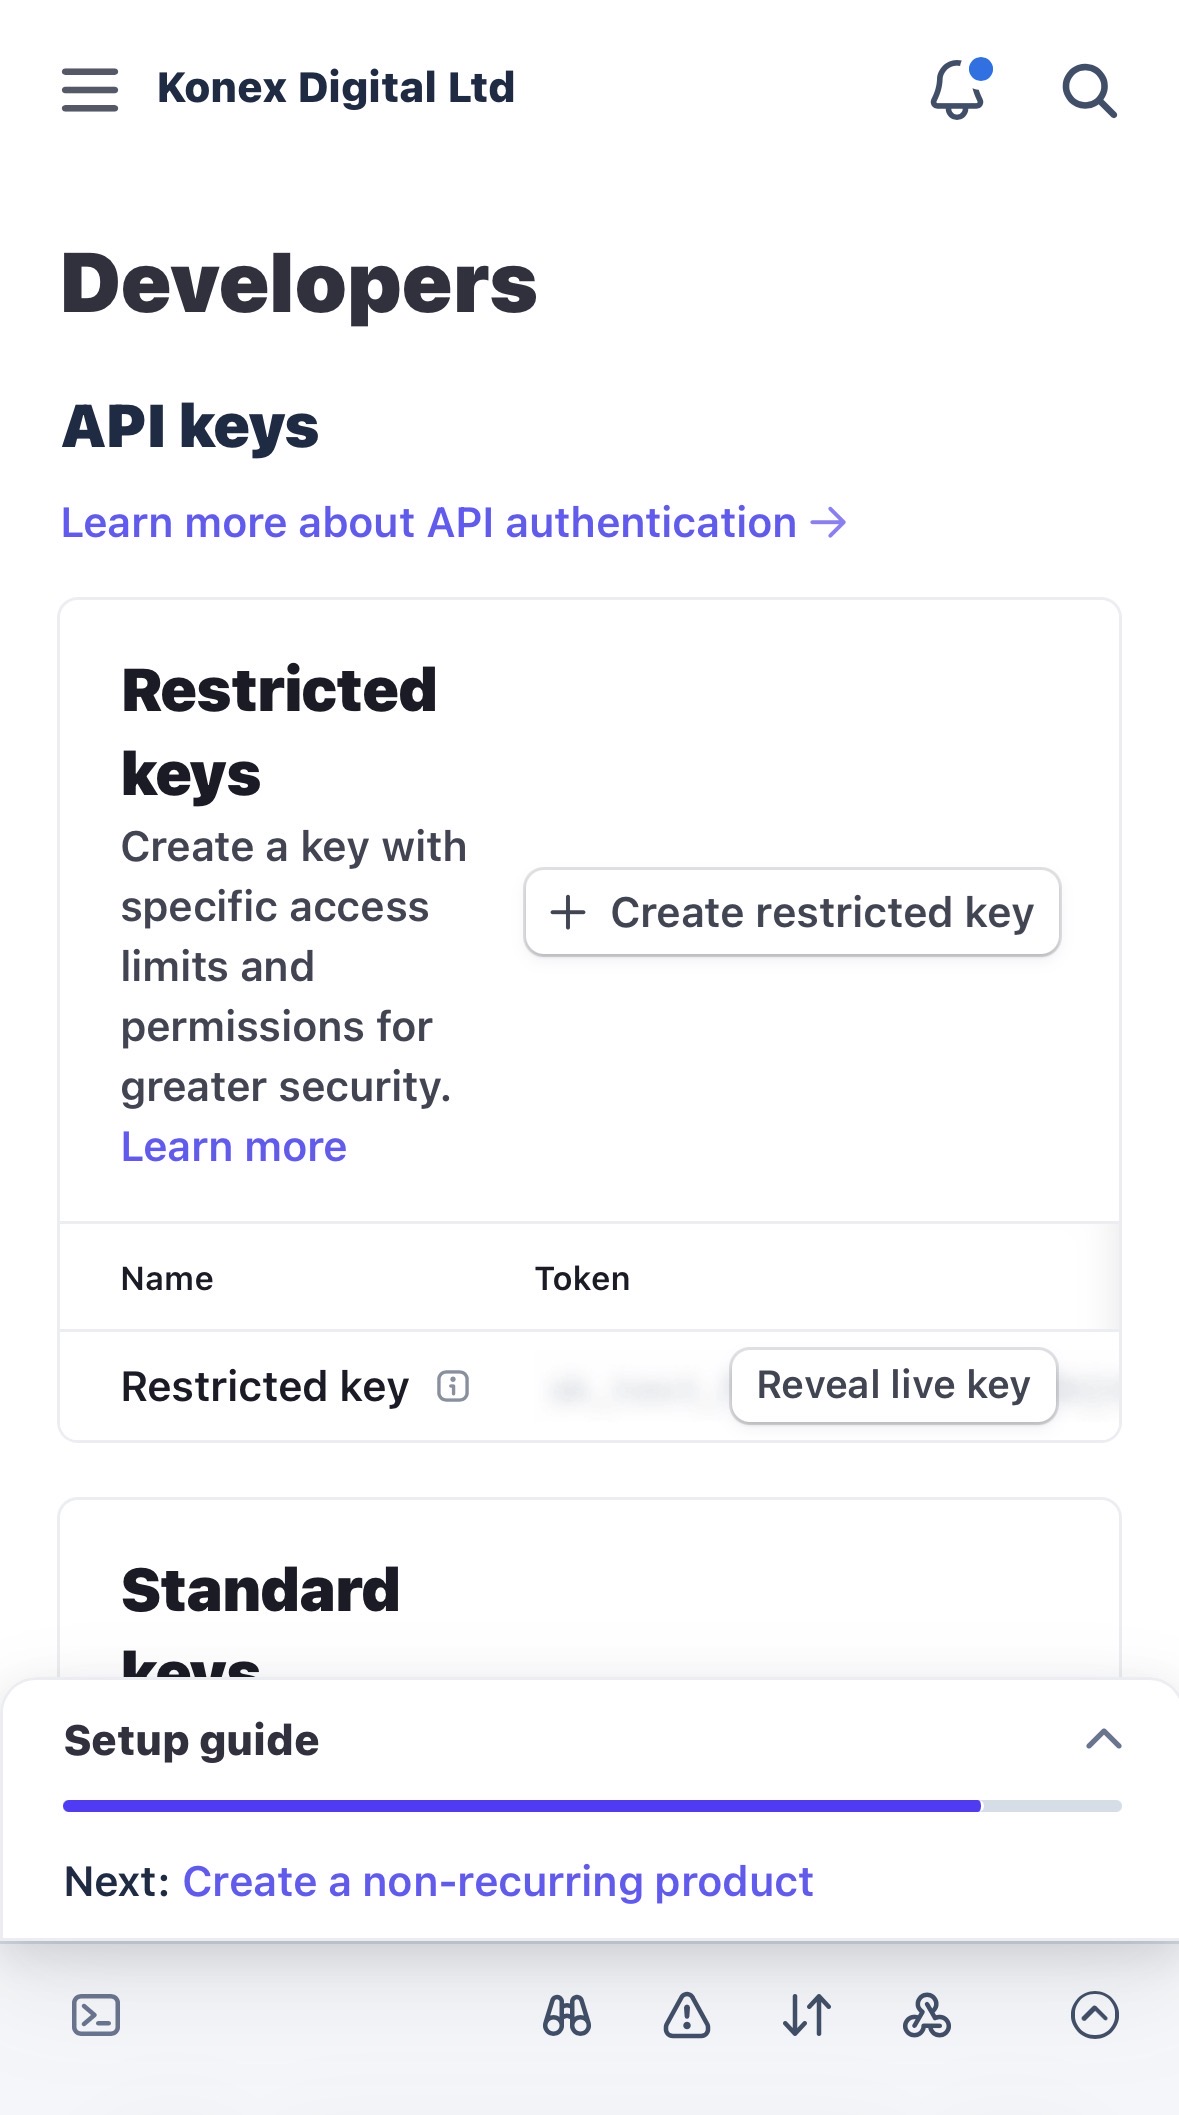 Konex Digital Ltd
Developers
API keys
Learn more about API authentication →
Restricted
keys
Create a key with
specific access
limits and
permissions for
greater security.
Learn more
+ Create restricted key
Name Token
Restricted key Reveal live key
Standard
keys
Setup guide
Next: Create a non-recurring product